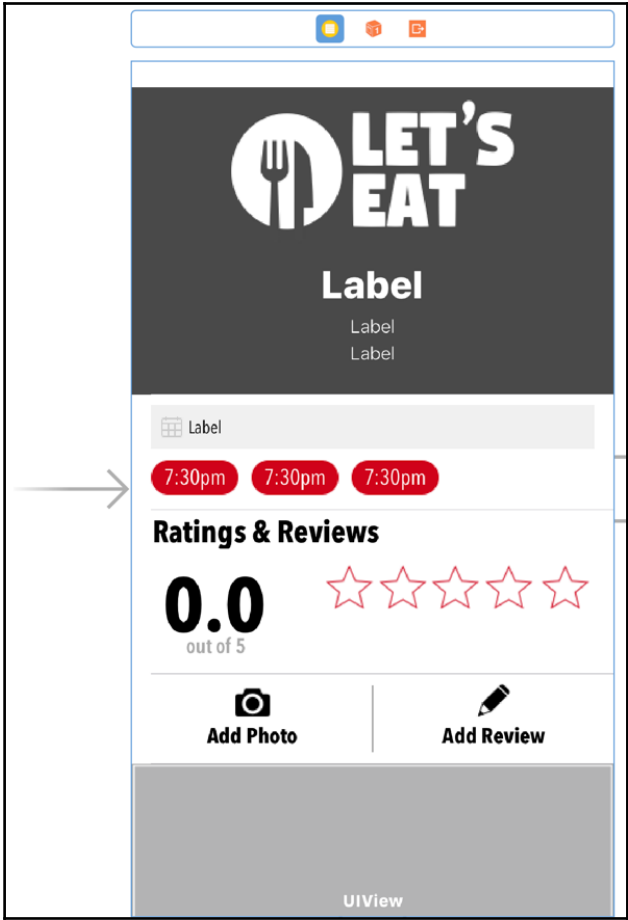 LET'S
EAT
Label
Label
Label
Label
7:30pm 7:30pm 7:30pm
Ratings & Reviews
0.0
out of 5
Add Photo Add Review
UIView